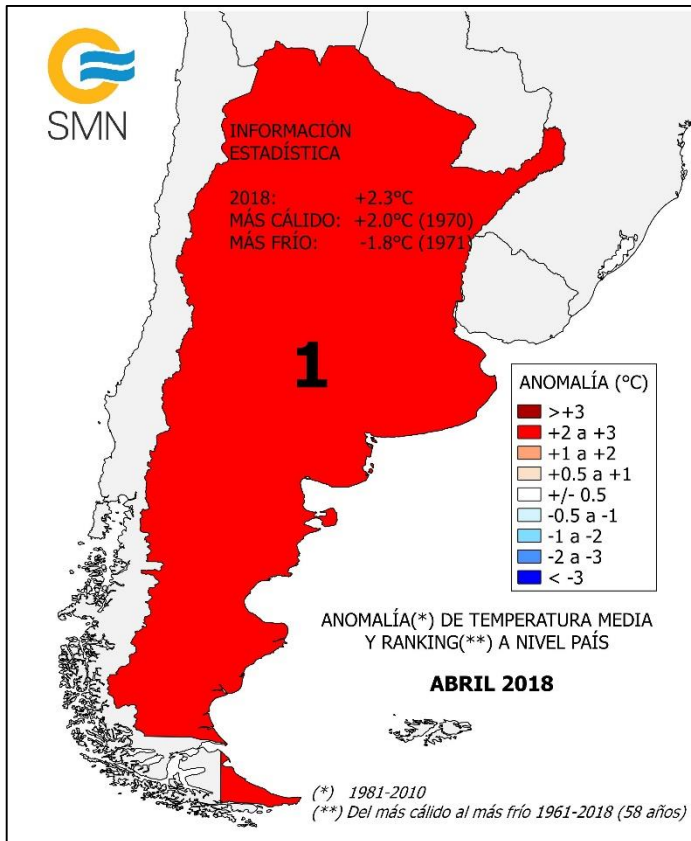 SMN
INFORMACIÓN
ESTADÍSTICA
2018: +2.3°C
MÁS CÁLIDO: +2.0°C (1970)
MÁS FRÍO: -1.8°C (1971)
1
ANOMALÍA (°C)
>+3
+2 a +3
+1 a +2
+0.5 a +1
+/- 0.5
-0.5 a -1
-1 a -2
-2 a -3
< -3
ANOMALÍA(*) DE TEMPERATURA MEDIA
Y RANKING(**) A NIVEL PAÍS
ABRIL 2018
(*) 1981-2010
(**) Del más cálido al más frío 1961-2018 (58 años)